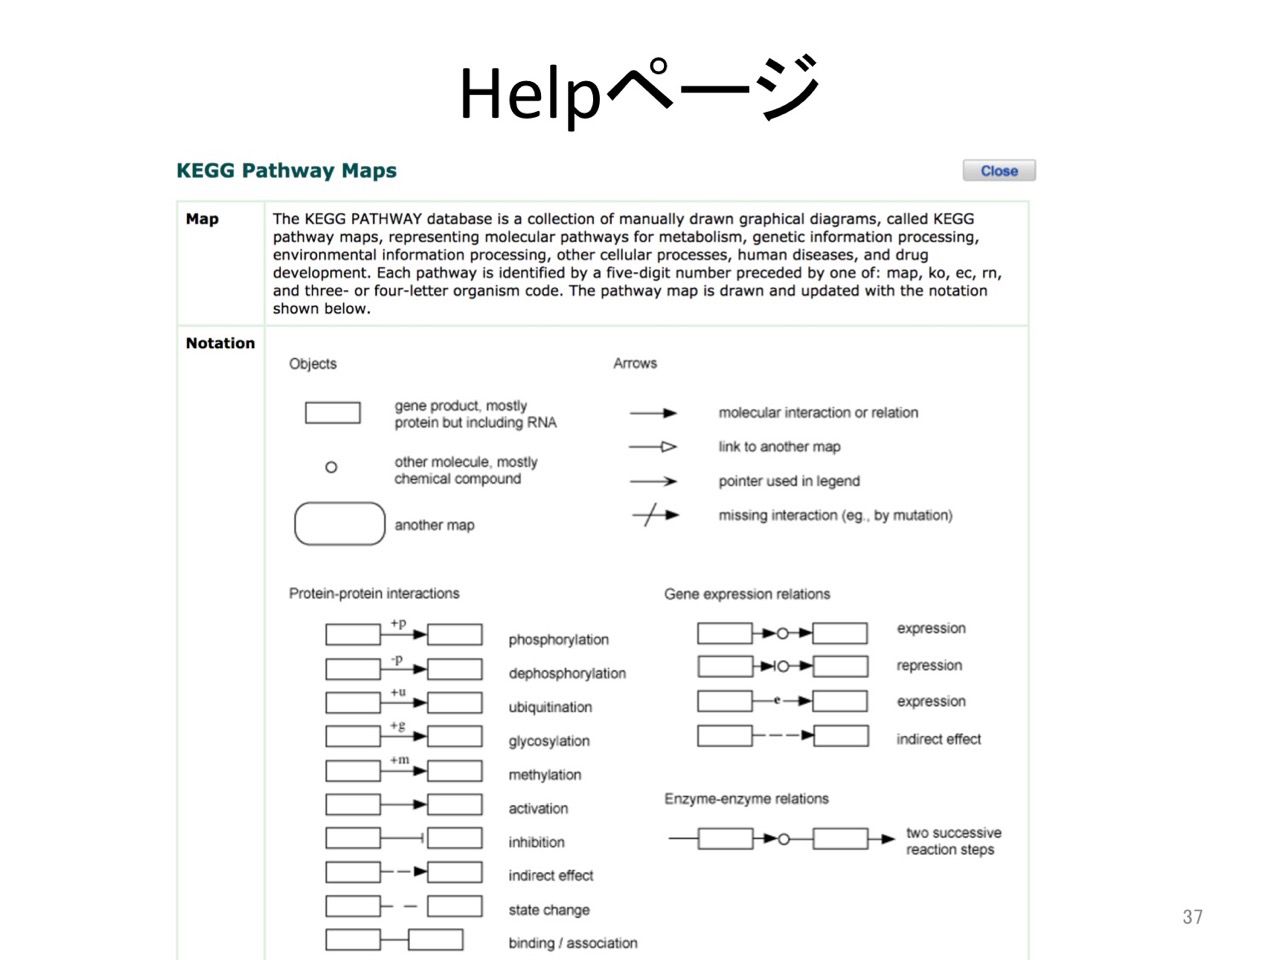 Helpページ
KEGG Pathway Maps
Close
Map
The KEGG PATHWAY database is a collection of manually drawn graphical diagrams, called KEGG
pathway maps, representing molecular pathways for metabolism, genetic information processing,
environmental information processing, other cellular processes, human diseases, and drug
development. Each pathway is identified by a five-digit number preceded by one of: map, ko, ec, rn,
and three- or four-letter organism code. The pathway map is drawn and updated with the notation
shown below.
Notation
Objects
gene product, mostly
protein but including RNA
other molecule, mostly
chemical compound
another map
Arrows
molecular interaction or relation
link to another map
pointer used in legend
missing interaction (eg., by mutation)
Protein-protein interactions
+p
phosphorylation
-p
dephosphorylation
+u
ubiquitination
+g
glycosylation
+m
methylation
activation
inhibition
indirect effect
state change
binding / association
Gene expression relations
expression
repression
e
expression
indirect effect
Enzyme-enzyme relations
two successive
reaction steps
37